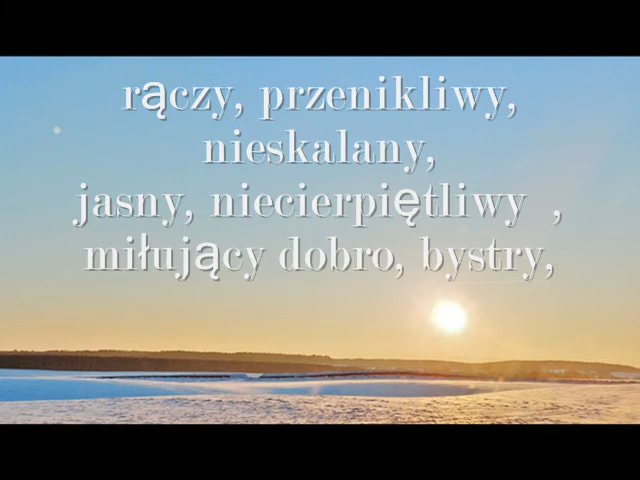 rączy, przenikliwy,
nieskalany,
jasny, niecierpiętliwy ,
miłujący dobro, bystry,